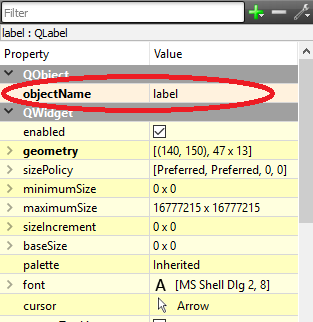 Filter
label : QLabel
Property Value
QObject
objectName label
QWidget
enabled
geometry [(140, 150), 47 x 13]
sizePolicy [Preferred, Preferred, 0, 0]
minimumSize 0 x 0
maximumSize 16777215 x 16777215
sizeIncrement 0 x 0
baseSize 0 x 0
palette Inherited
font A [MS Shell Dlg 2, 8]
cursor Arrow